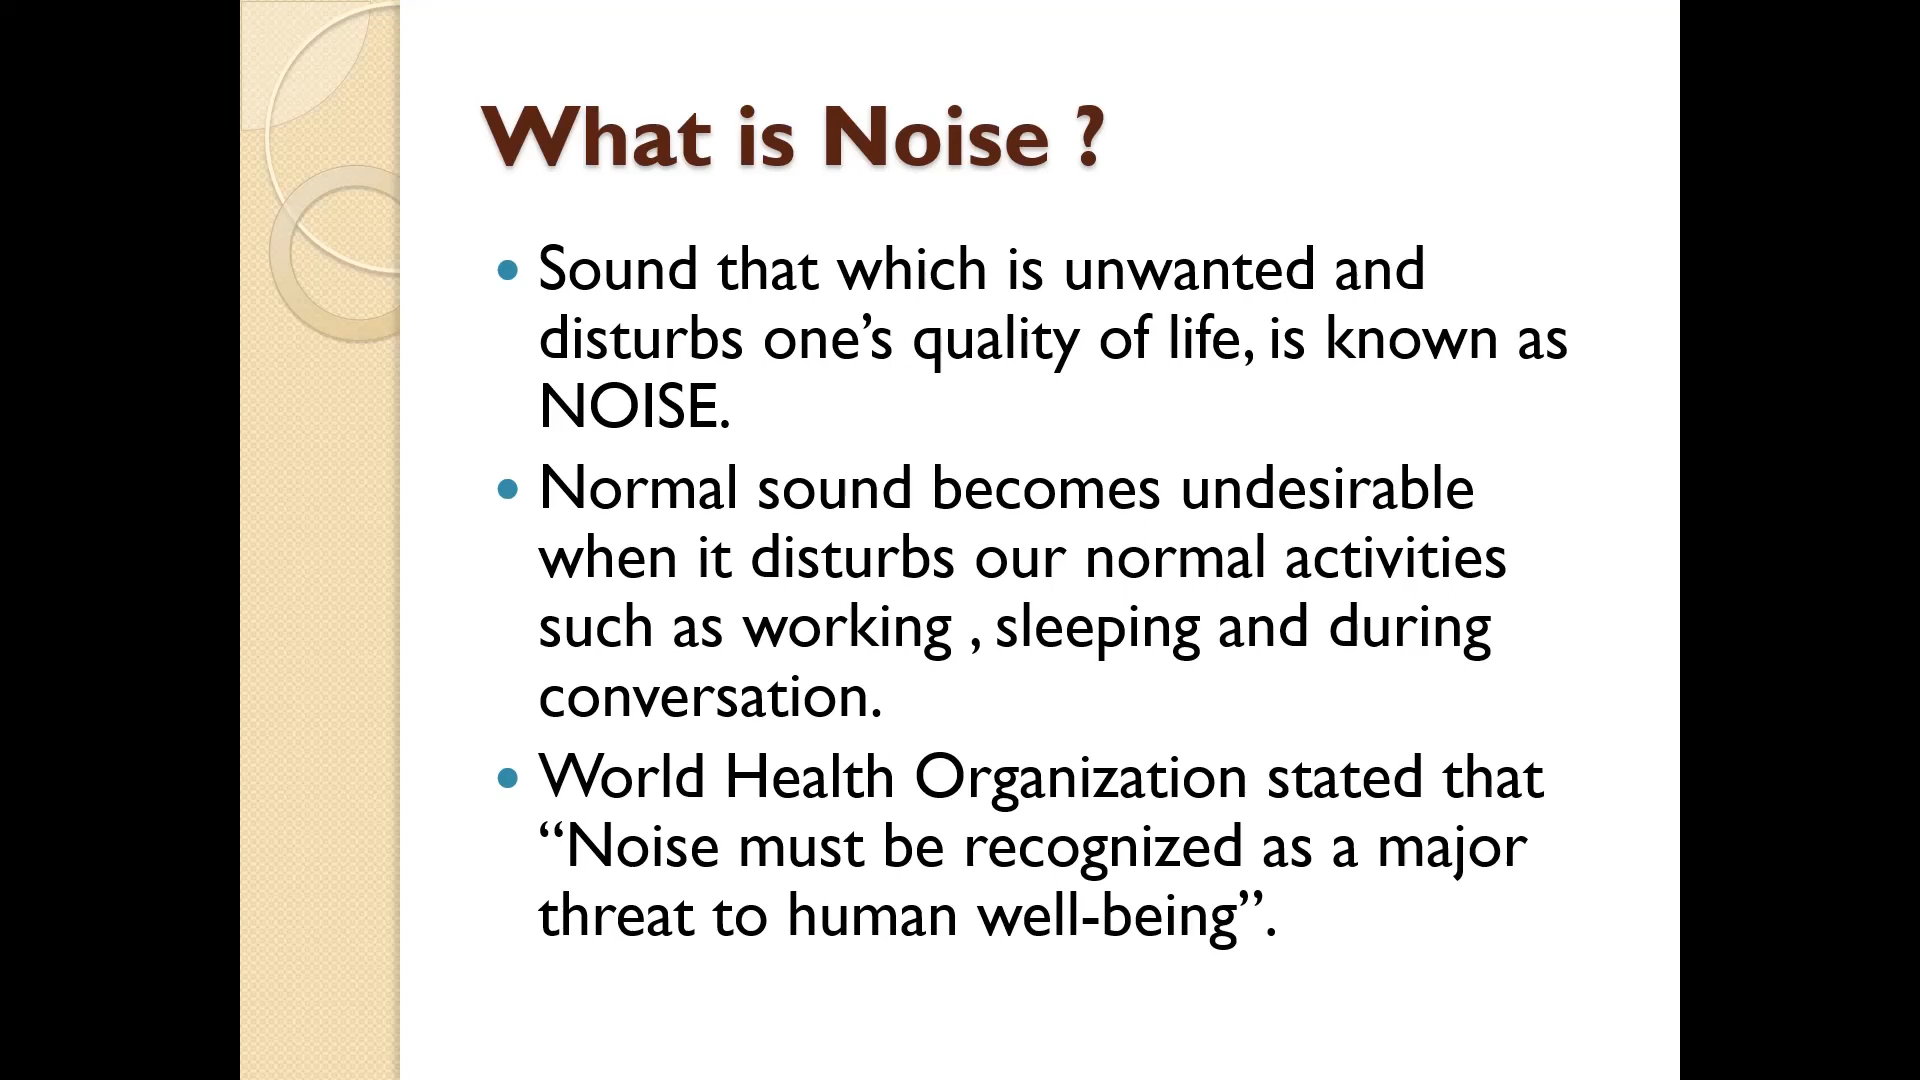 What is Noise ?
• Sound that which is unwanted and
disturbs one’s quality of life, is known as
NOISE.
• Normal sound becomes undesirable
when it disturbs our normal activities
such as working , sleeping and during
conversation.
• World Health Organization stated that
“Noise must be recognized as a major
threat to human well-being”.